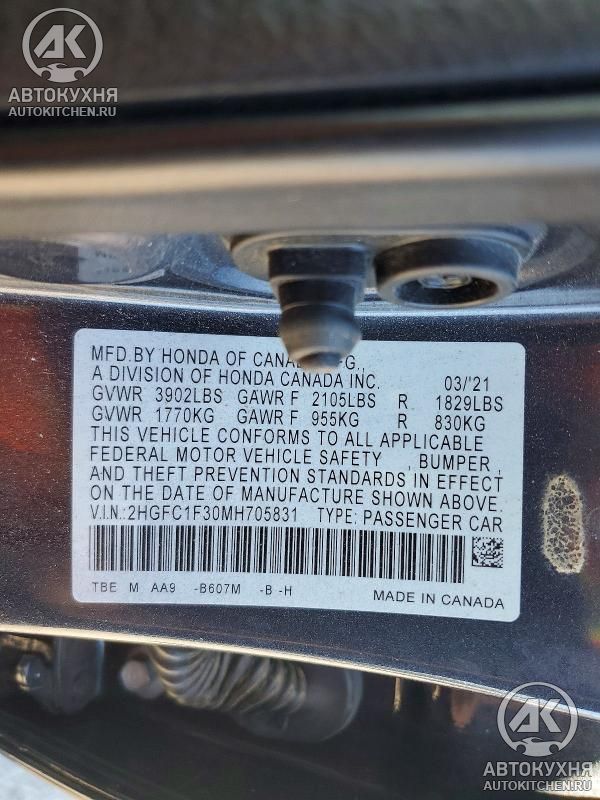 AK
АВТОКУХНЯ
AUTOKITCHEN.RU
MFD.BY HONDA OF FG.,
A DIVISION OF HONDA CANADA INC. 03/'21
GVWR 3902LBS GAWR F 2105LBS R 1829LBS
GVWR 1770KG GAWR F 955KG R 830KG
THIS VEHICLE CONFORMS TO ALL APPLICABLE
FEDERAL MOTOR VEHICLE SAFETY , BUMPER ,
AND THEFT PREVENTION STANDARDS IN EFFECT
ON THE DATE OF MANUFACTURE SHOWN ABOVE.
V.I.N.:2HGFC1F30MH705831 TYPE: PASSENGER CAR
TBE M AA9 -B607M -B -H MADE IN CANADA
AK
АВТОКУХНЯ
AUTOKITCHEN.RU